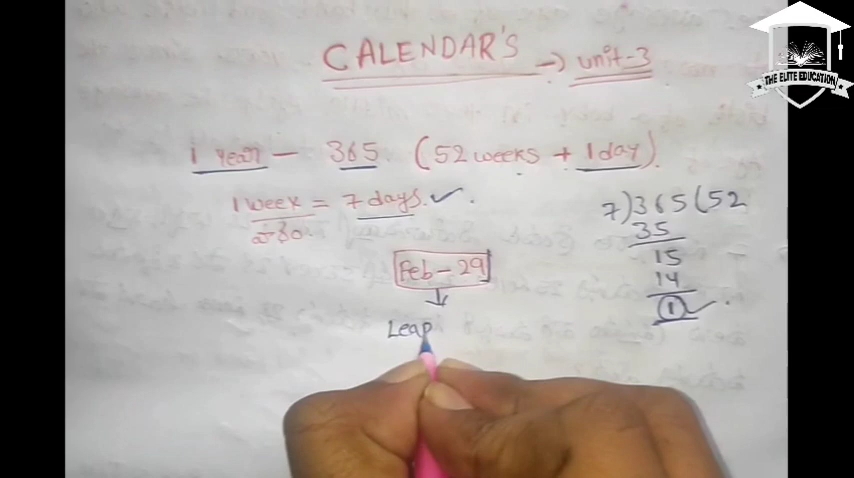 CALENDAR'S → unit-3
1 Year - 365. (52 weeks + 1 day).
1 week = 7 days.
వారం.
7) 365 (52
35
15
14
1
Feb - 29
Leap
THE ELITE EDUCATION